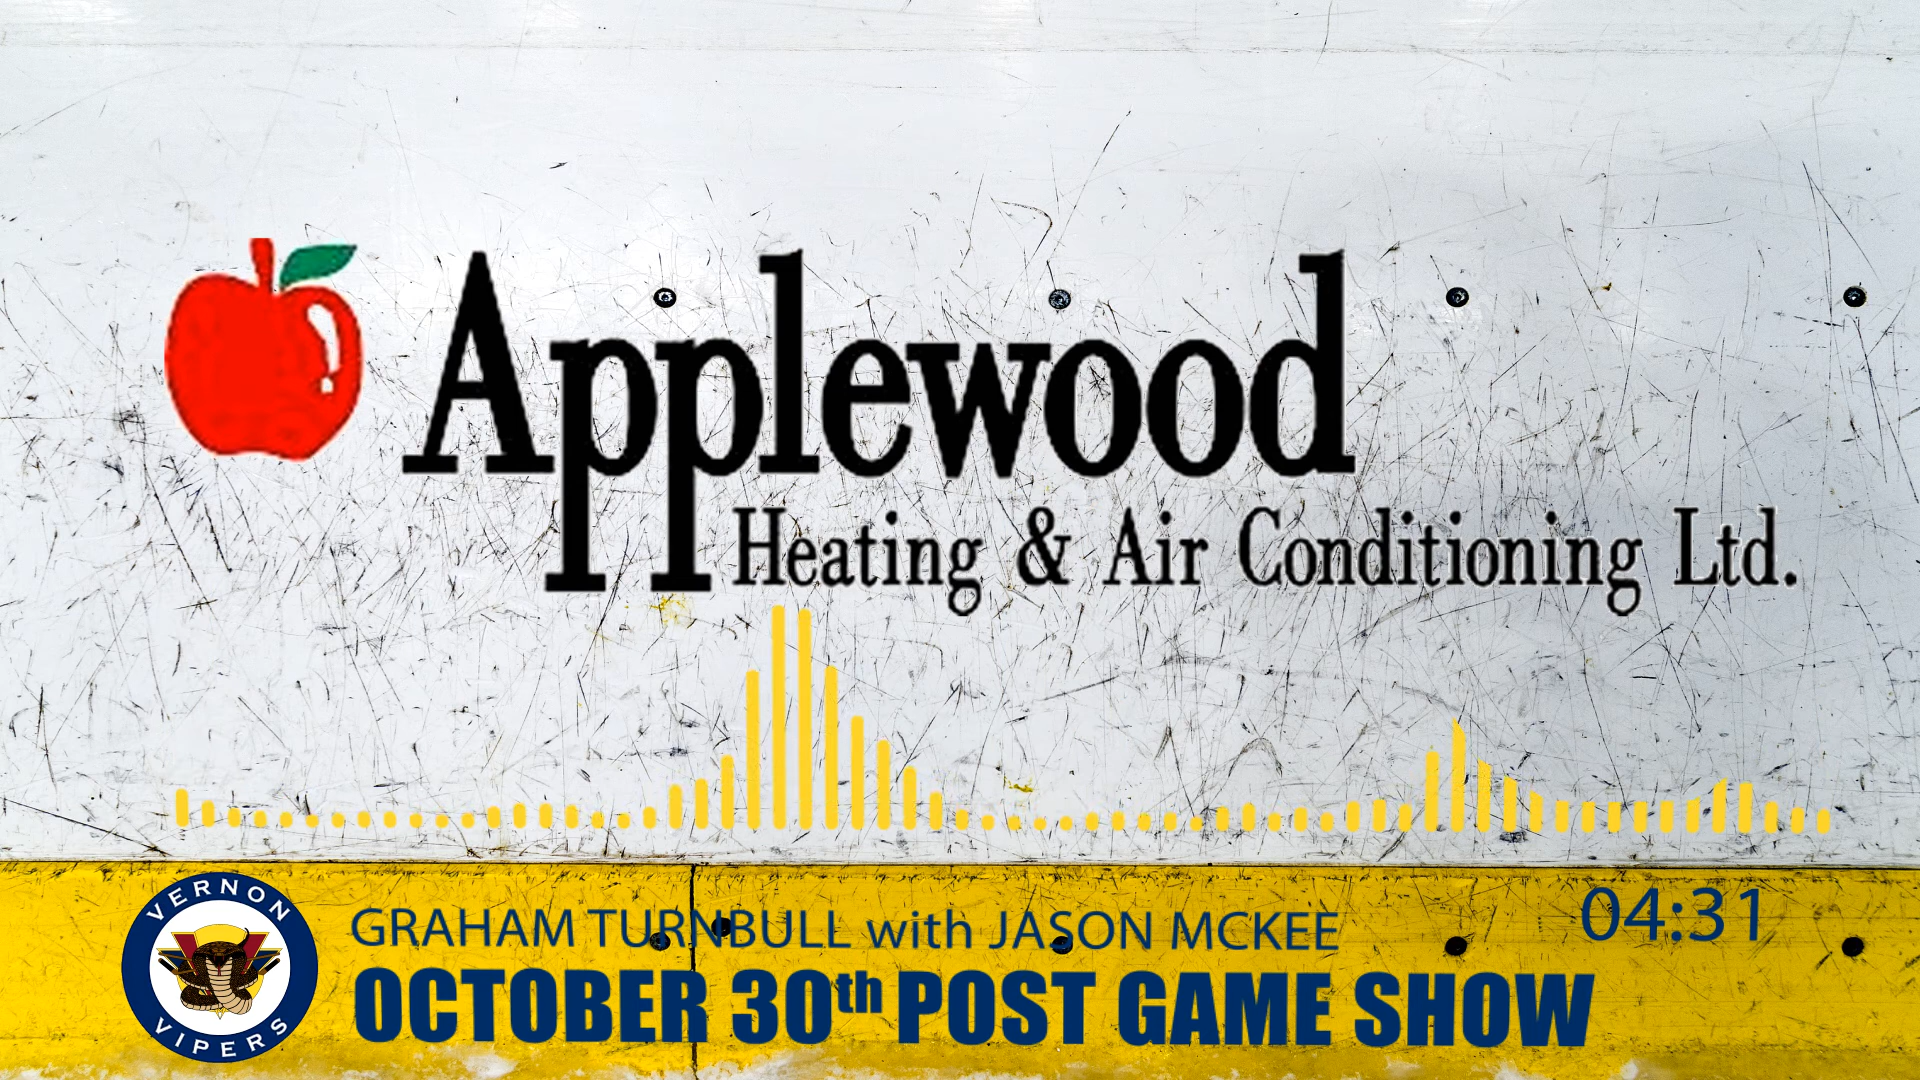 Applewood
Heating & Air Conditioning Ltd.
VERNON
VIPERS
GRAHAM TURNBULL with JASON MCKEE
04:31
OCTOBER 30th POST GAME SHOW